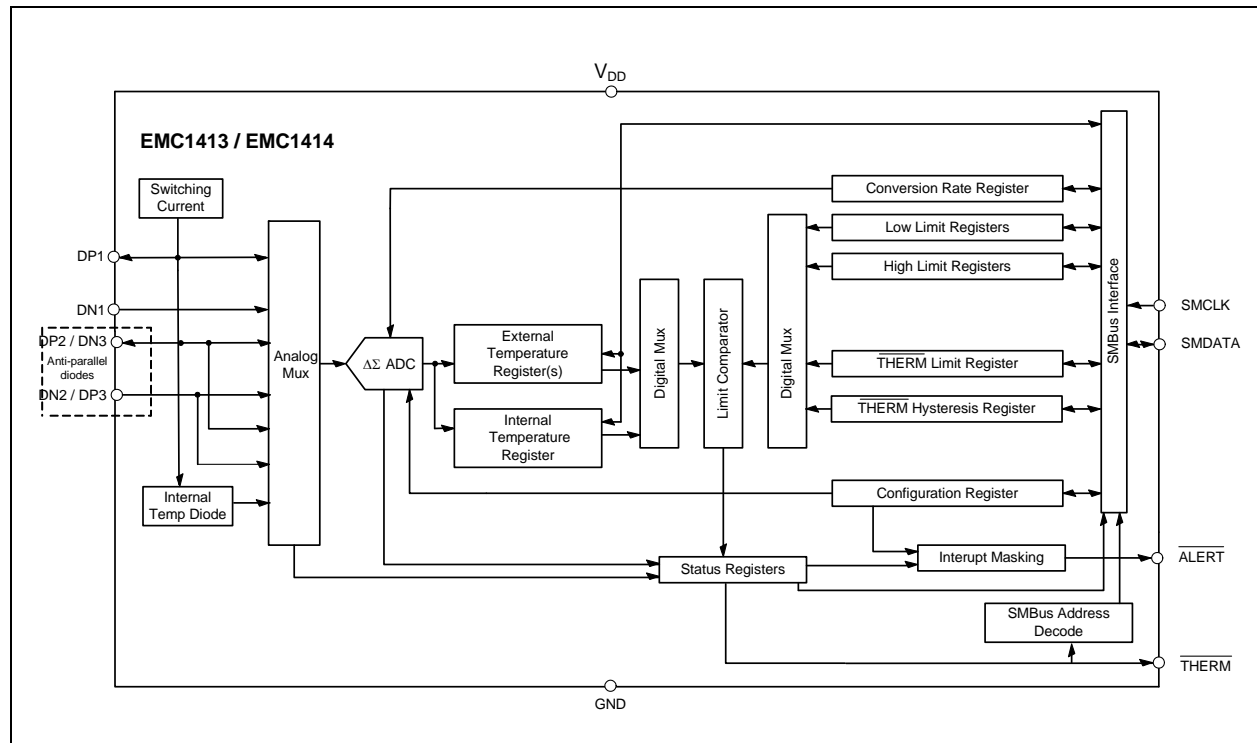 V_DD
EMC1413 / EMC1414
Switching
Current
Conversion Rate Register
Low Limit Registers
High Limit Registers
DP1
DN1
DP2 / DN3
Anti-parallel
diodes
DN2 / DP3
Analog
Mux
ΔΣ ADC
External
Temperature
Register(s)
Internal
Temperature
Register
Digital Mux
Limit Comparator
Digital Mux
THERM Limit Register
THERM Hysteresis Register
SMBus Interface
SMCLK
SMDATA
Internal
Temp Diode
Configuration Register
Status Registers
Interupt Masking
ALERT
SMBus Address
Decode
THERM
GND